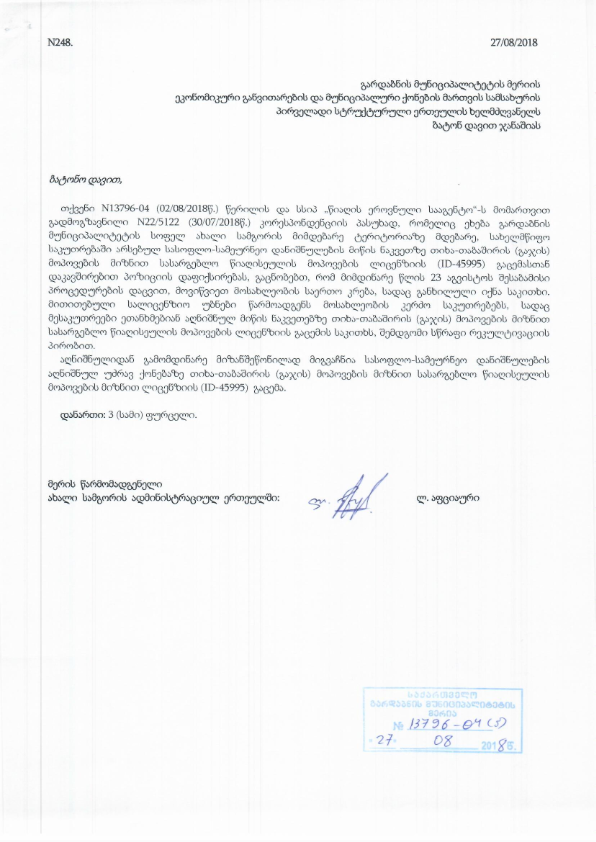 N248. 27/08/2018
გარდაბნის მუნიციპალიტეტის მერიის
ეკონომიკური განვითარების და მუნიციპალური ქონების მართვის სამსახურის
პირველადი სტრუქტურული ერთეულის ხელმძღვანელს
ბატონ დავით ჯანაშიას
ბატონო დავით,
თქვენი N13796-04 (02/08/2018წ.) წერილის და სსიპ „წიაღის ეროვნული სააგენტო“-ს მომართვით
გადმოგზავნილი N22/5122 (30/07/2018წ.) კორესპონდენციის პასუხად, რომელიც ეხება გარდაბნის
მუნიციპალიტეტის სოფელ ახალი სამგორის მიმდებარე ტერიტორიაზე მდებარე, სახელმწიფო
საკუთრებაში არსებულ სასოფლო-სამეურნეო დანიშნულების მიწის ნაკვეთზე თიხა-თაბაშირის (გაჯის)
მოპოვების მიზნით სასარგებლო წიაღისეულის მოპოვების ლიცენზიის (ID-45995) გაცემასთან
დაკავშირებით პოზიციის დაფიქსირებას, გაცნობებთ, რომ მიმდინარე წლის 23 აგვისტოს შესაბამისი
პროცედურების დაცვით, მოვიწვიეთ მოსახლეობის საერთო კრება, სადაც განხილული იქნა საკითხი.
მითითებული სალიცენზიო უბნები წარმოადგენს მოსახლეობის კერძო საკუთრებებს, სადაც
მესაკუთრეები ეთანხმებიან აღნიშნულ მიწის ნაკვეთებზე თიხა-თაბაშირის (გაჯის) მოპოვების მიზნით
სასარგებლო წიაღისეულის მოპოვების ლიცენზიის გაცემის საკითხს, შემდგომი სწრაფი რეკულტივაციის
პირობით.
აღნიშნულიდან გამომდინარე მიზანშეწონილად მიგვაჩნია სასოფლო-სამეურნეო დანიშნულების
აღნიშნულ უძრავ ქონებაზე თიხა-თაბაშირის (გაჯის) მოპოვების მიზნით სასარგებლო წიაღისეულის
მოპოვების მიზნით ლიცენზიის (ID-45995) გაცემა.
დანართი: 3 (სამი) ფურცელი.
მერის წარმომადგენელი
ახალი სამგორის ადმინისტრაციულ ერთეულში: ლ. აფციაური
საქართველო
გარდაბნის მუნიციპალიტეტის
მერია
№ 13796-04(5)
"27" 08 2018წ.